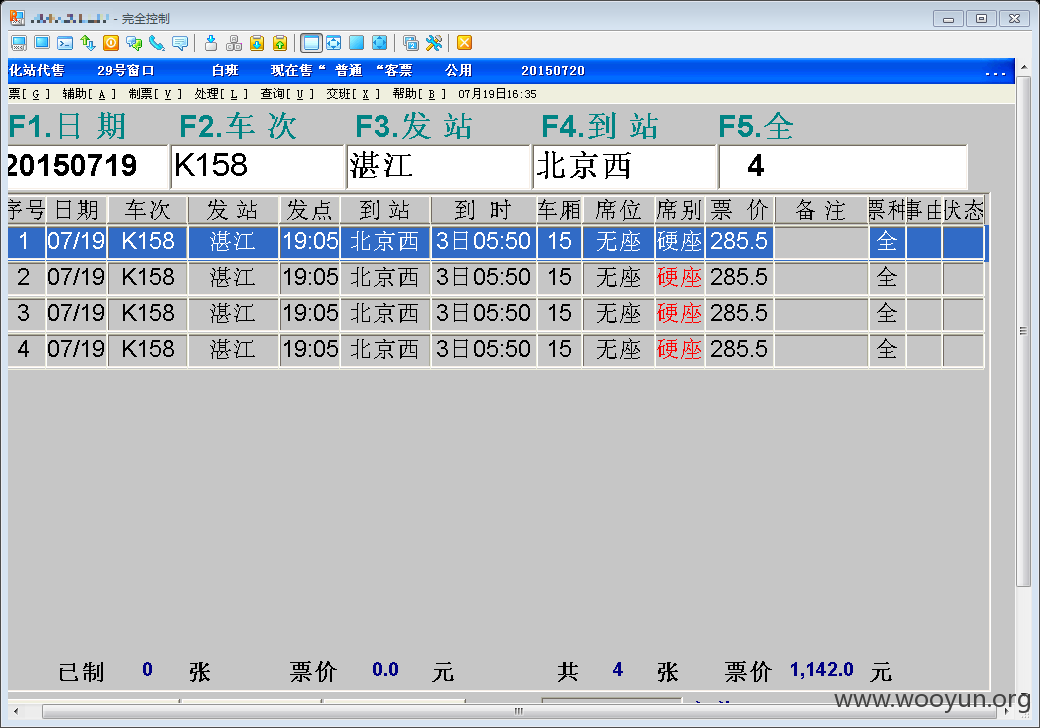 - 完全控制
化站代售 29号窗口 白班 现在售“ 普通 “客票 公用 20150720 ...
票[ G ] 辅助[ A ] 制票[ V ] 处理[ L ] 查询[ U ] 交班[ X ] 帮助[ B ] 07月19日16:35
F1.日 期 F2.车 次 F3.发 站 F4.到 站 F5.全
20150719 K158 湛江 北京西 4
序号 日期 车次 发 站 发点 到 站 到 时 车厢 席位 席别 票 价 备 注 票种 事由 状态
1 07/19 K158 湛江 19:05 北京西 3日05:50 15 无座 硬座 285.5 全
2 07/19 K158 湛江 19:05 北京西 3日05:50 15 无座 硬座 285.5 全
3 07/19 K158 湛江 19:05 北京西 3日05:50 15 无座 硬座 285.5 全
4 07/19 K158 湛江 19:05 北京西 3日05:50 15 无座 硬座 285.5 全
已制 0 张 票价 0.0 元 共 4 张 票价 1,142.0 元
www.wooyun.org